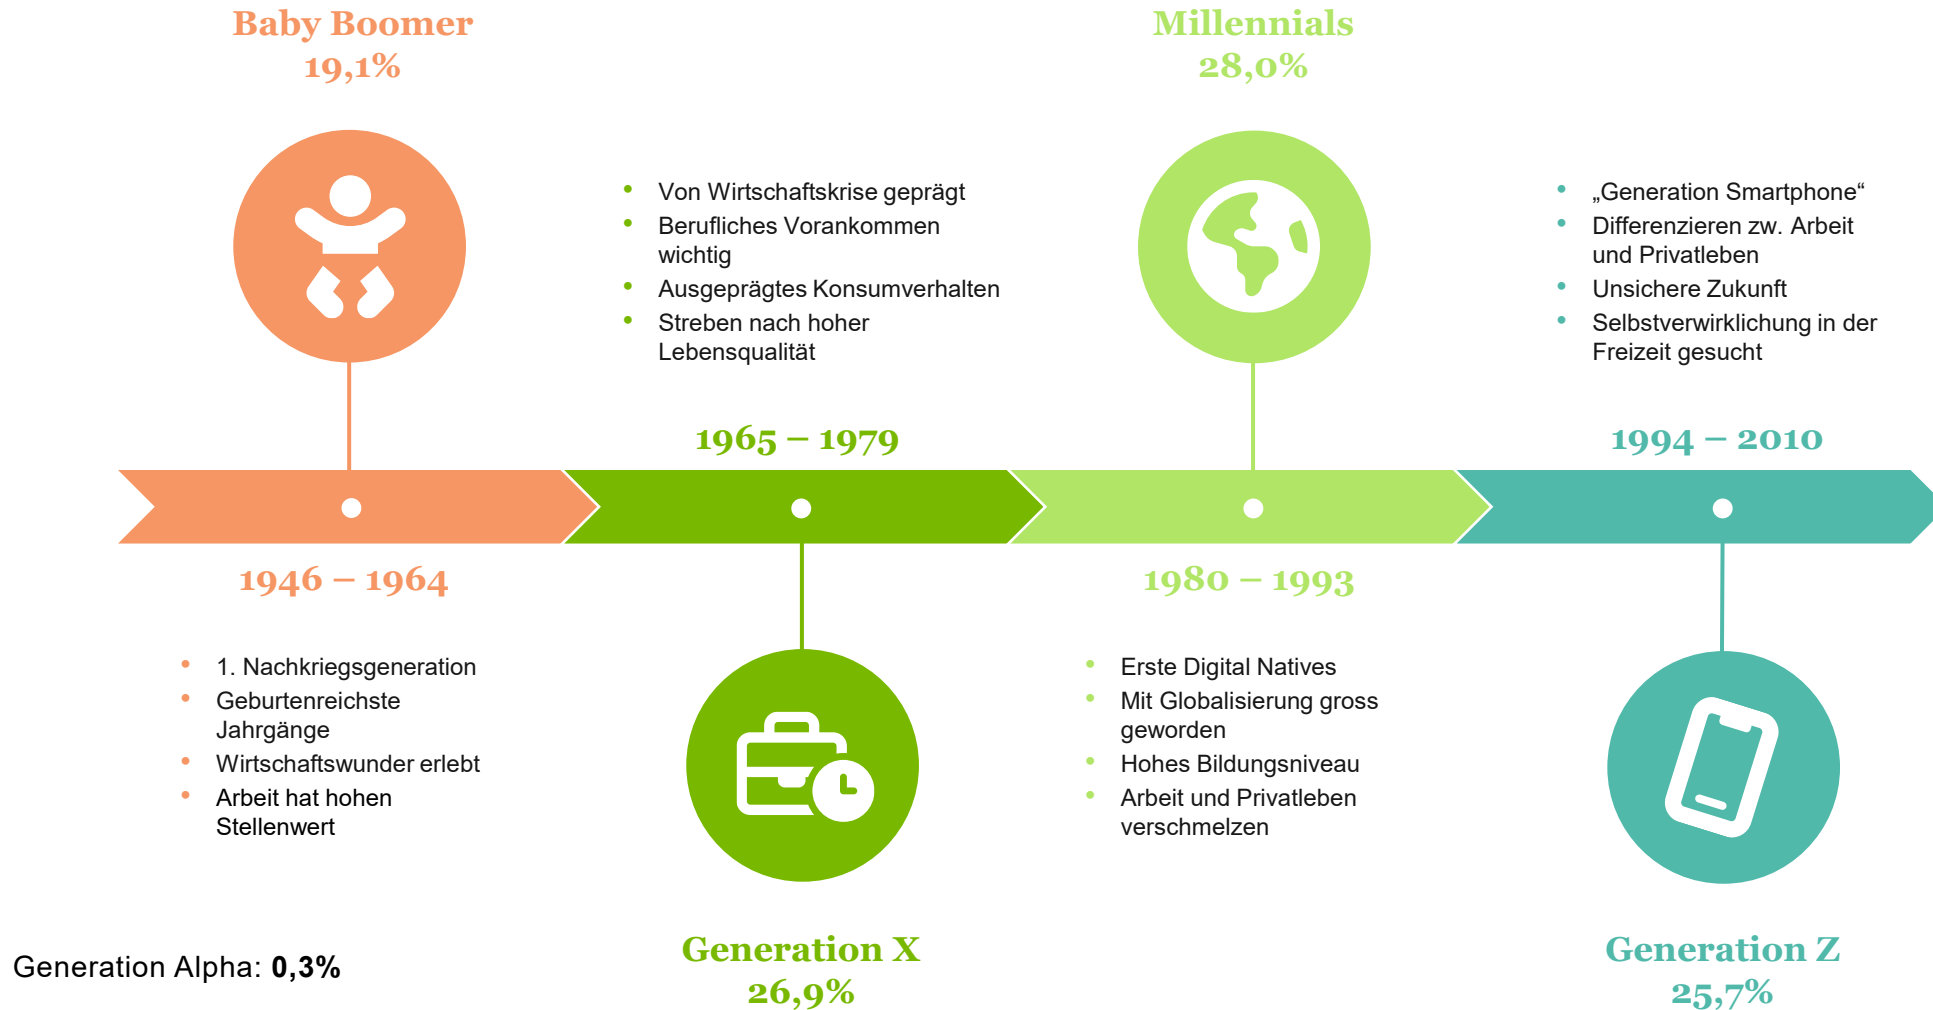 Baby Boomer
19,1%
1946 – 1964
• 1. Nachkriegsgeneration
• Geburtenreichste
Jahrgänge
• Wirtschaftswunder erlebt
• Arbeit hat hohen
Stellenwert
• Von Wirtschaftskrise geprägt
• Berufliches Vorankommen
wichtig
• Ausgeprägtes Konsumverhalten
• Streben nach hoher
Lebensqualität
1965 – 1979
Generation X
26,9%
Millennials
28,0%
1980 – 1993
• Erste Digital Natives
• Mit Globalisierung gross
geworden
• Hohes Bildungsniveau
• Arbeit und Privatleben
verschmelzen
• „Generation Smartphone“
• Differenzieren zw. Arbeit
und Privatleben
• Unsichere Zukunft
• Selbstverwirklichung in der
Freizeit gesucht
1994 – 2010
Generation Z
25,7%
Generation Alpha: 0,3%